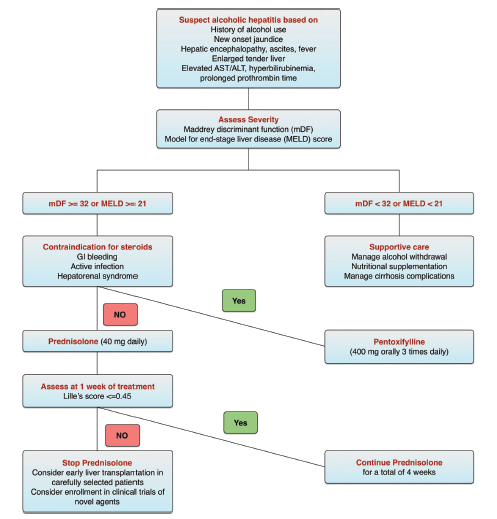 Suspect alcoholic hepatitis based on
History of alcohol use
New onset jaundice
Hepatic encephalopathy, ascites, fever
Enlarged tender liver
Elevated AST/ALT, hyperbilirubinemia,
prolonged prothrombin time
Assess Severity
Maddrey discriminant function (mDF)
Model for end-stage liver disease (MELD) score
mDF >= 32 or MELD >= 21
mDF < 32 or MELD < 21
Contraindication for steroids
GI bleeding
Active infection
Hepatorenal syndrome
Supportive care
Manage alcohol withdrawal
Nutritional supplementation
Manage cirrhosis complications
Yes
NO
Prednisolone (40 mg daily)
Pentoxifylline
(400 mg orally 3 times daily)
Assess at 1 week of treatment
Lille's score <=0.45
Yes
NO
Stop Prednisolone
Consider early liver transplantation in
carefully selected patients
Consider enrollment in clinical trials of
novel agents
Continue Prednisolone
for a total of 4 weeks